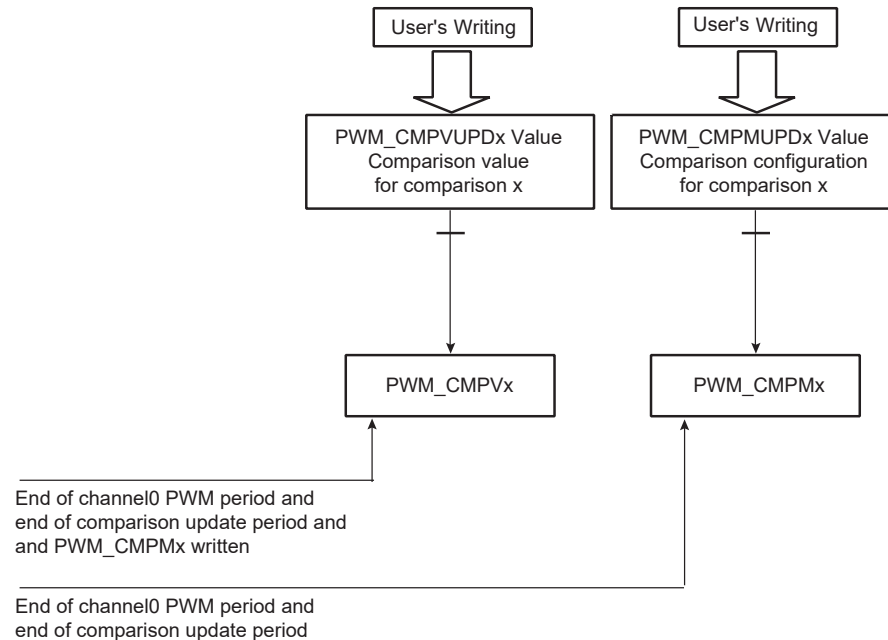 User's Writing
User's Writing
PWM_CMPVUPDx Value
Comparison value
for comparison x
PWM_CMPMUPDx Value
Comparison configuration
for comparison x
PWM_CMPVx
PWM_CMPMx
End of channel0 PWM period and
end of comparison update period and
and PWM_CMPMx written
End of channel0 PWM period and
end of comparison update period